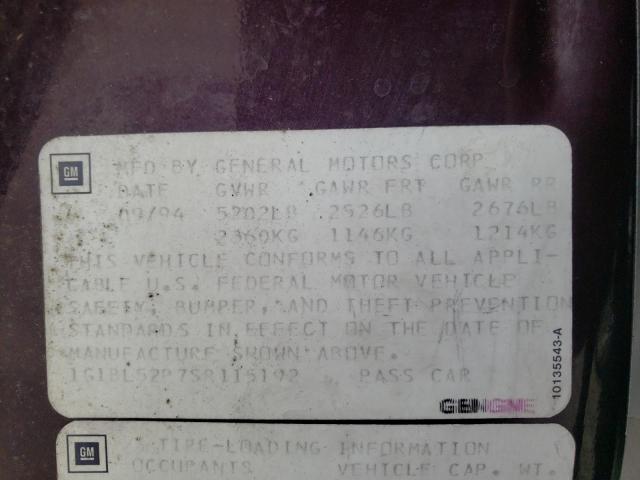 GM MFD BY GENERAL MOTORS CORP
DATE GVWR GAWR FRT GAWR RR
09/94 5202LB 2526LB 2676LB
2360KG 1146KG 1214KG
THIS VEHICLE CONFORMS TO ALL APPLI-
CABLE U.S. FEDERAL MOTOR VEHICLE
SAFETY, BUMPER, AND THEFT PREVENTION
STANDARDS IN EFFECT ON THE DATE OF
MANUFACTURE SHOWN ABOVE.
1G1BL52P7SR115192 PASS CAR
10135543-A
GM TIRE-LOADING INFORMATION
OCCUPANTS VEHICLE CAP. WT.